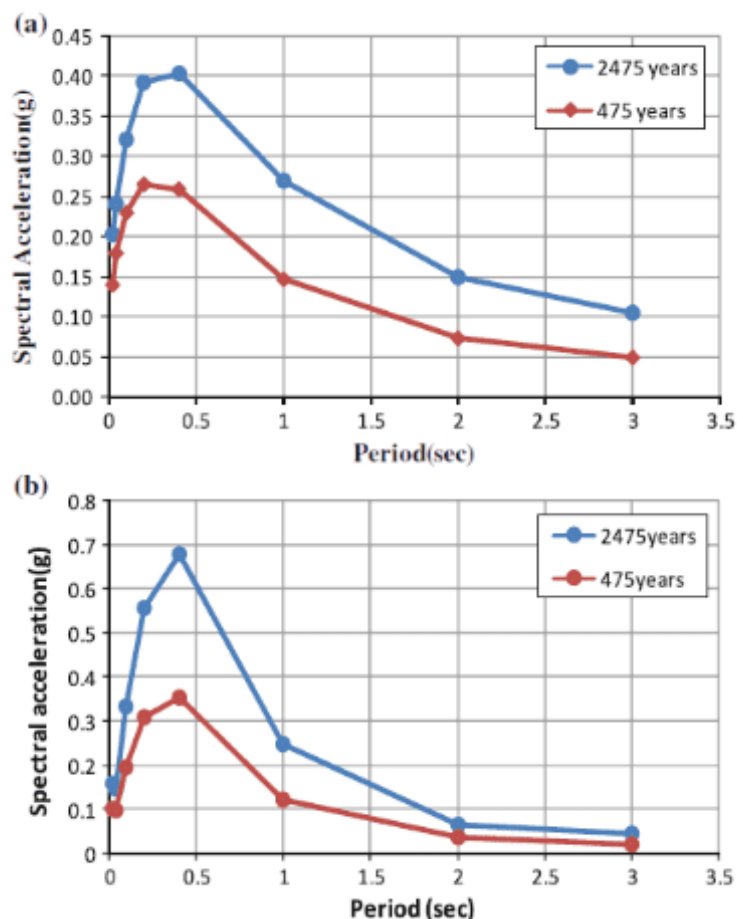 (a)
0.45
0.40
0.35
0.30
0.25
0.20
0.15
0.10
0.05
0.00
Spectral Acceleration(g)
2475 years
475 years
0 0.5 1 1.5 2 2.5 3 3.5
Period(sec)
(b)
0.8
0.7
0.6
0.5
0.4
0.3
0.2
0.1
0
Spectral acceleration(g)
2475years
475years
0 0.5 1 1.5 2 2.5 3 3.5
Period (sec)